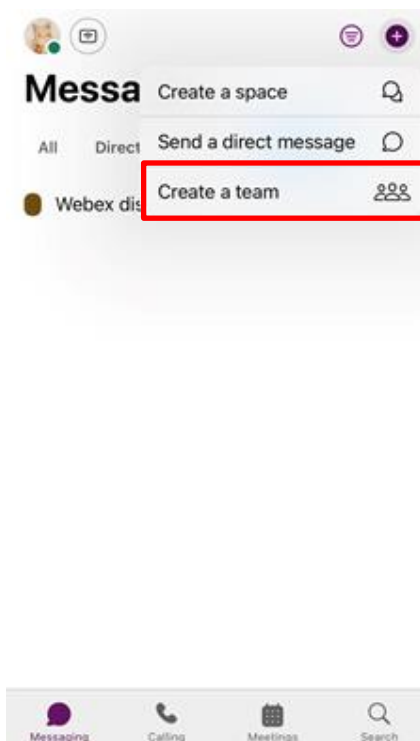 Messa
Create a space
All Direct
Send a direct message
Create a team
Webex dis
Messaging Calling Meetings Search